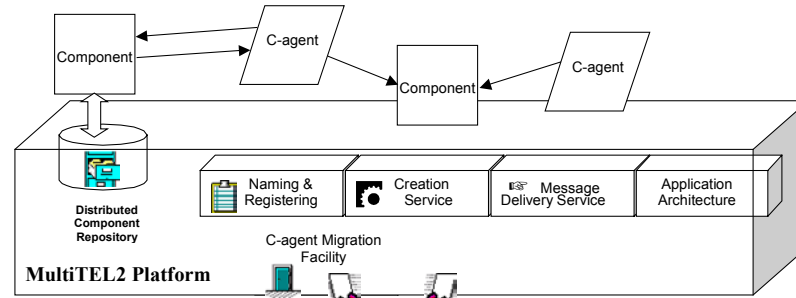 Component
C-agent
Component
C-agent
Naming &
Registering
Creation
Service
Message
Delivery Service
Application
Architecture
Distributed
Component
Repository
C-agent Migration
Facility
MultiTEL2 Platform